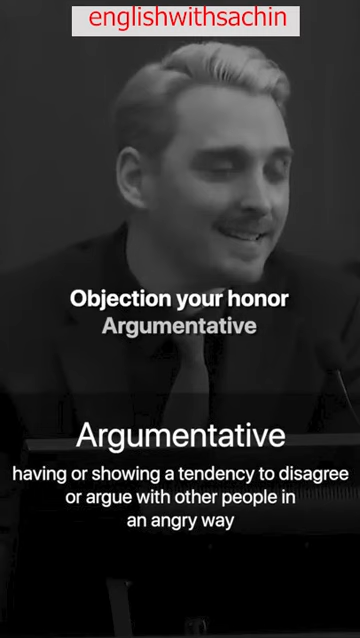 englishwithsachin
Objection your honor
Argumentative
Argumentative
having or showing a tendency to disagree
or argue with other people in
an angry way